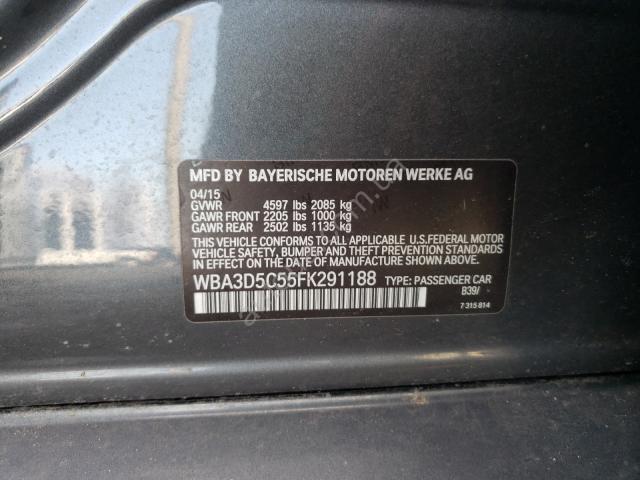 MFD BY BAYERISCHE MOTOREN WERKE AG
04/15
GVWR 4597 lbs 2085 kg
GAWR FRONT 2205 lbs 1000 kg
GAWR REAR 2502 lbs 1135 kg
THIS VEHICLE CONFORMS TO ALL APPLICABLE U.S.FEDERAL MOTOR
VEHICLE SAFETY, BUMPER AND THEFT PREVENTION STANDARDS
IN EFFECT ON THE DATE OF MANUFACTURE SHOWN ABOVE.
WBA3D5C55FK291188 TYPE: PASSENGER CAR
B39/
7 315 814